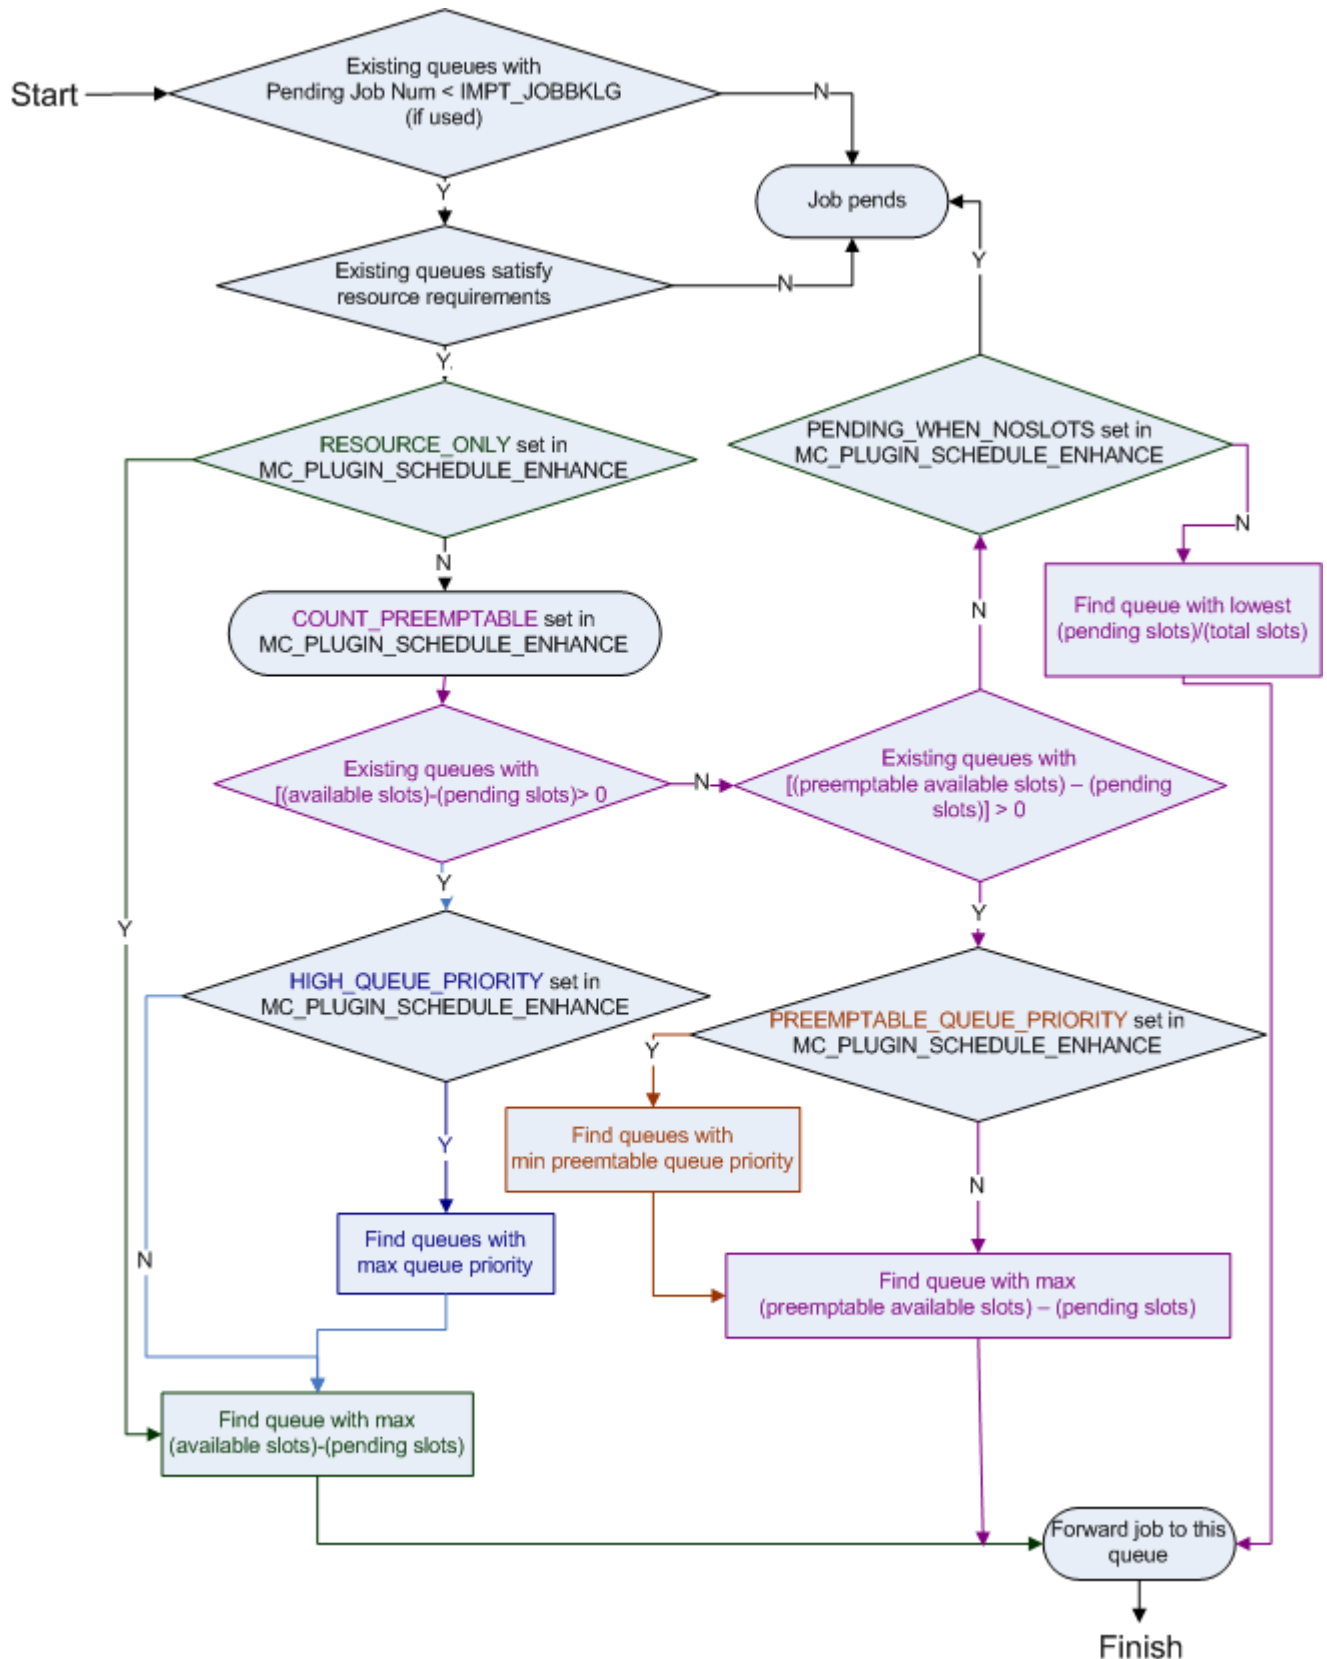 Start
Existing queues with
Pending Job Num < IMPT_JOBBKLG
(if used)
N
Y
Job pends
Existing queues satisfy
resource requirements
N
Y
Y.
RESOURCE_ONLY set in
MC_PLUGIN_SCHEDULE_ENHANCE
PENDING_WHEN_NOSLOTS set in
MC_PLUGIN_SCHEDULE_ENHANCE
N
N
COUNT_PREEMPTABLE set in
MC_PLUGIN_SCHEDULE_ENHANCE
N
Find queue with lowest
(pending slots)/(total slots)
Existing queues with
[(available slots)-(pending slots)> 0
N
Existing queues with
[(preemptable available slots) – (pending
slots)] > 0
Y
Y
Y
HIGH_QUEUE_PRIORITY set in
MC_PLUGIN_SCHEDULE_ENHANCE
PREEMPTABLE_QUEUE_PRIORITY set in
MC_PLUGIN_SCHEDULE_ENHANCE
Y
Find queues with
min preemtable queue priority
Y
N
Find queues with
max queue priority
N
Find queue with max
(preemptable available slots) – (pending slots)
Find queue with max
(available slots)-(pending slots)
Forward job to this
queue
Finish